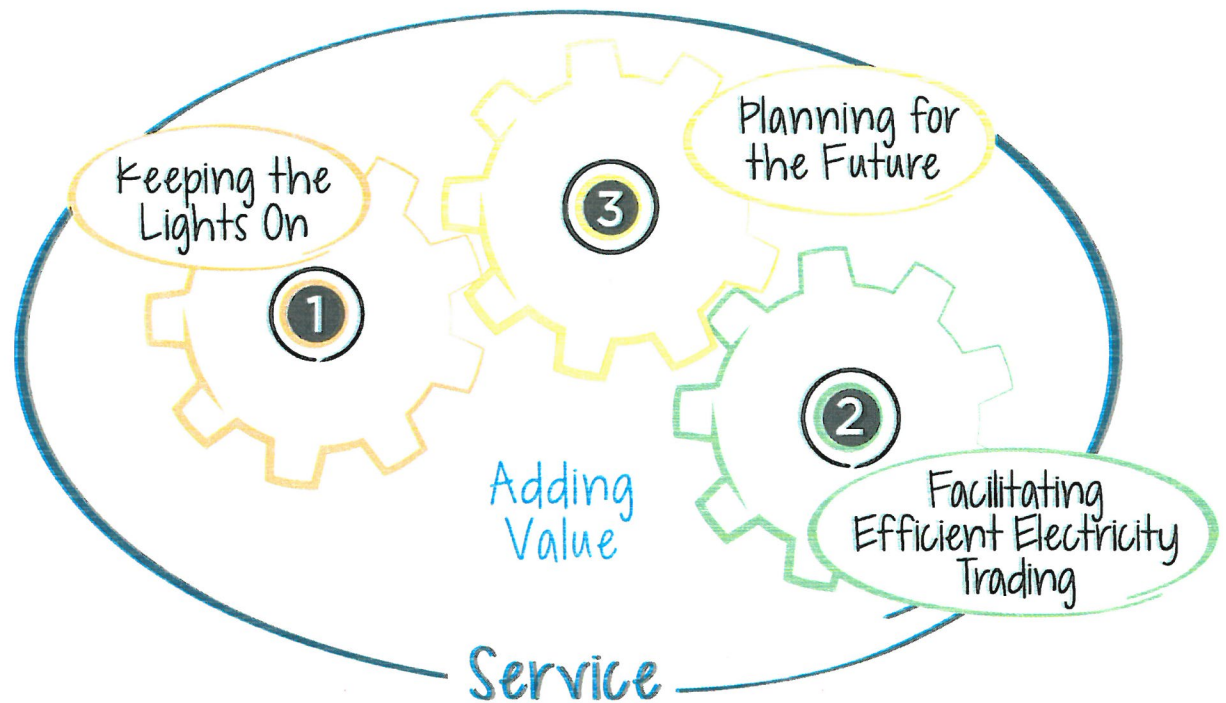 Keeping the
Lights On
1
3
Planning for
the Future
2
Facilitating
Efficient Electricity
Trading
Adding
Value
Service